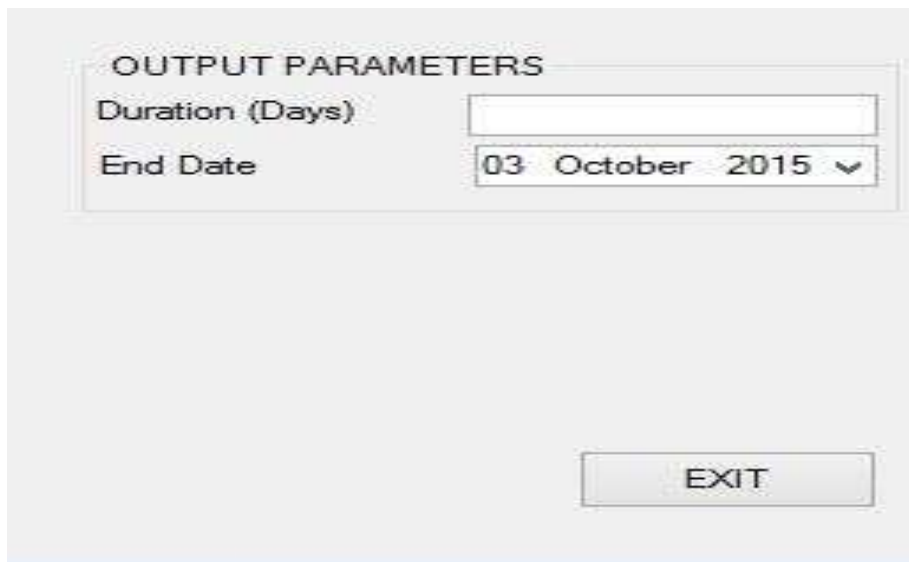 OUTPUT PARAMETERS
Duration (Days)
End Date 03 October 2015
EXIT